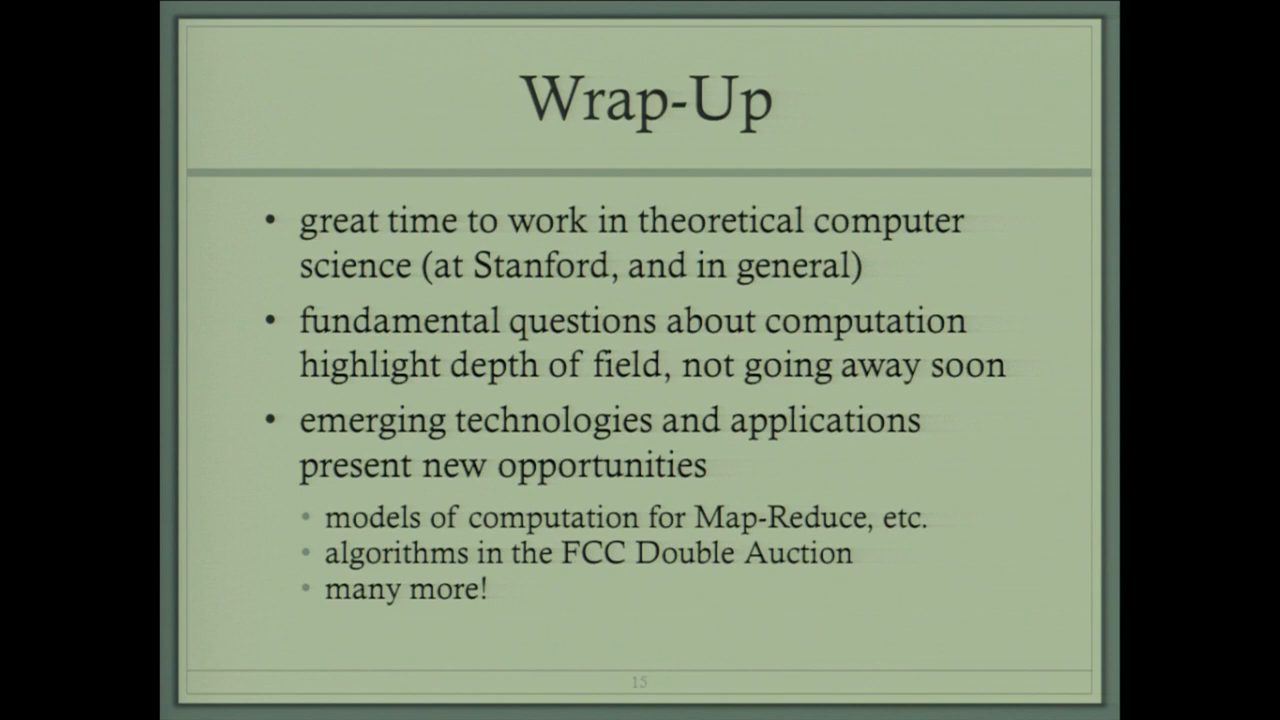 Wrap-Up
• great time to work in theoretical computer
science (at Stanford, and in general)
• fundamental questions about computation
highlight depth of field, not going away soon
• emerging technologies and applications
present new opportunities
• models of computation for Map-Reduce, etc.
• algorithms in the FCC Double Auction
• many more!
15